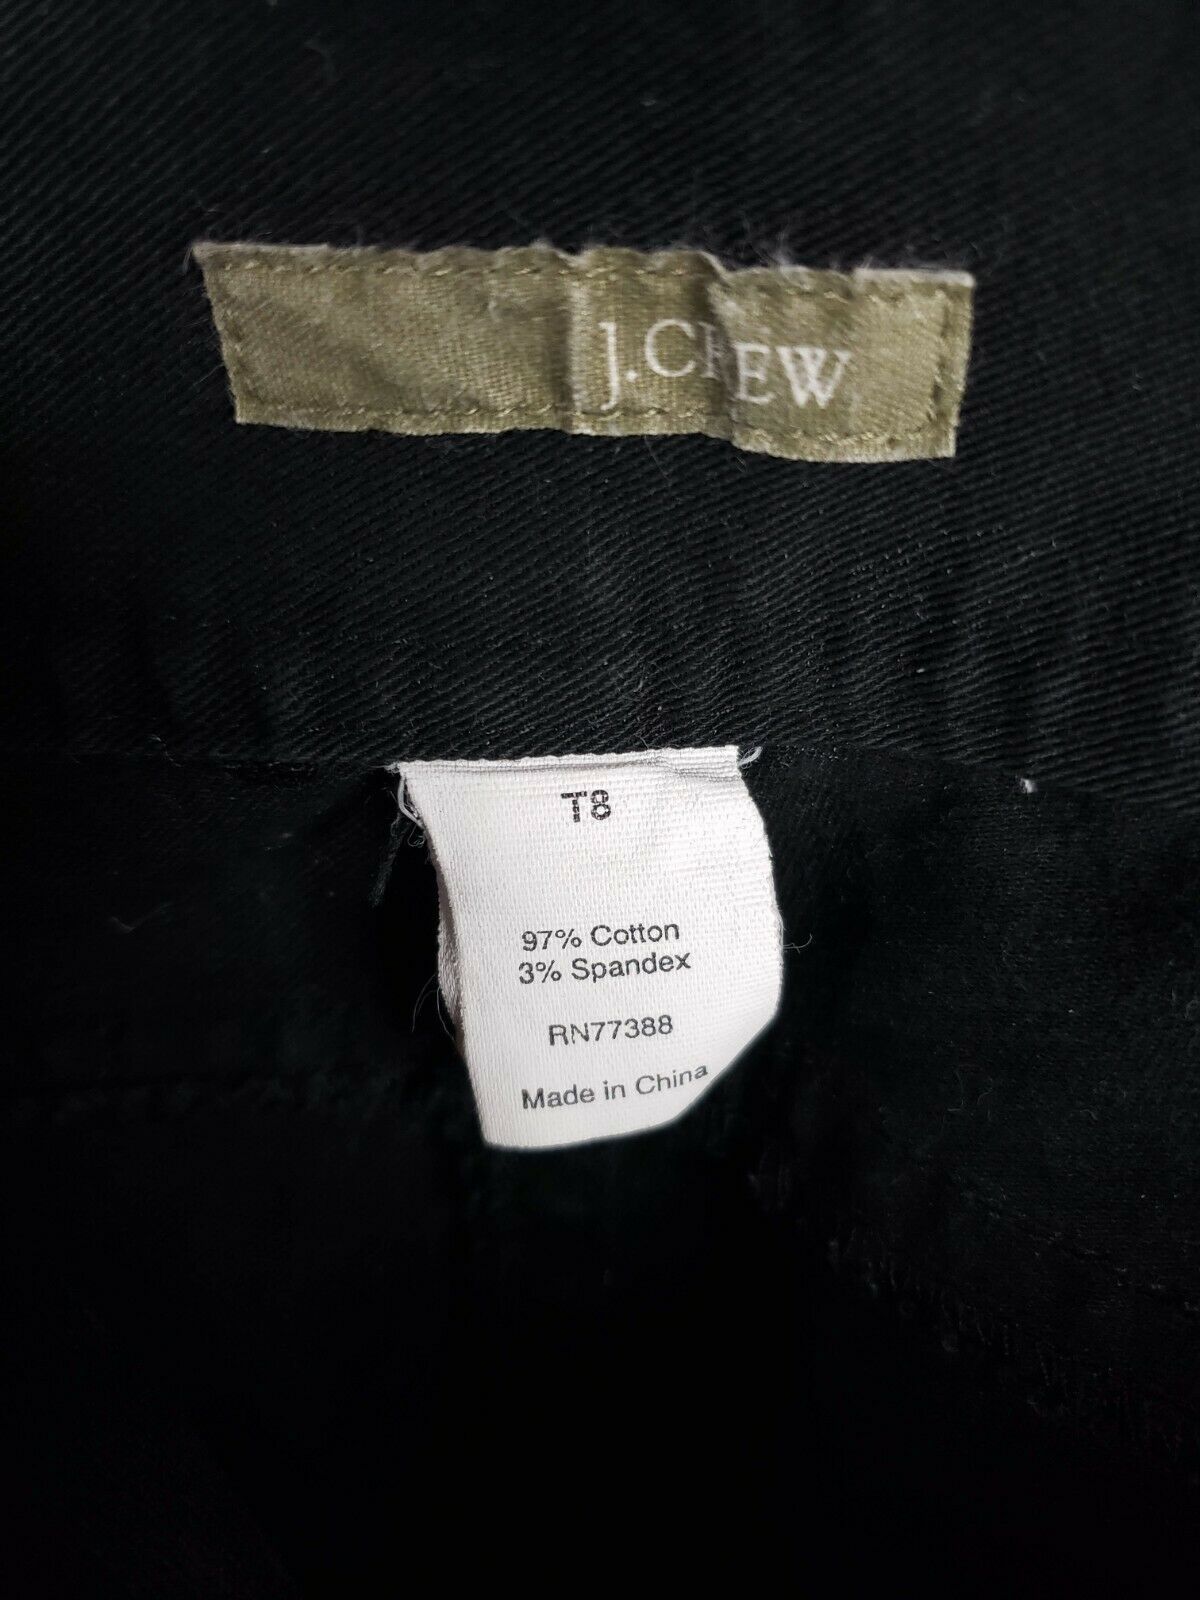 J.CREW
T8
97% Cotton
3% Spandex
RN77388
Made in China